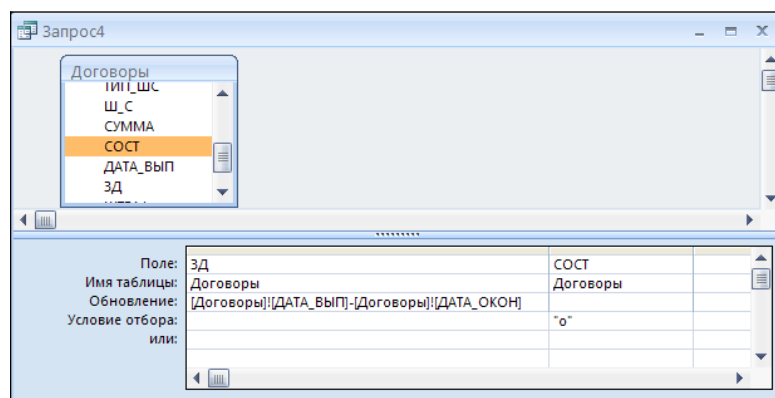 Запрос4
Договоры
ТИП_ШС
Ш_С
СУММА
СОСТ
ДАТА_ВЫП
ЗД
Поле: ЗД СОСТ
Имя таблицы: Договоры Договоры
Обновление: [Договоры]![ДАТА_ВЫП]-[Договоры]![ДАТА_ОКОН]
Условие отбора: "о"
или: